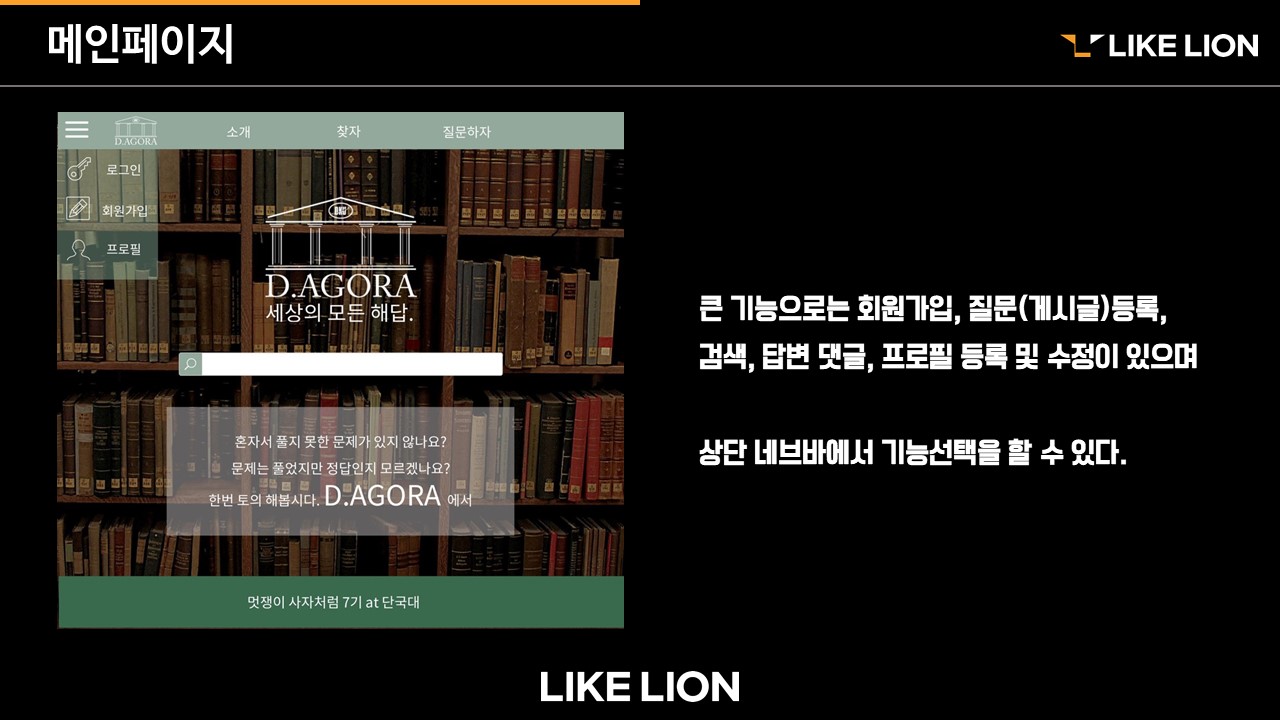 메인페이지
LIKE LION
D.AGORA
소개
찾자
질문하자
로그인
회원가입
프로필
DKU
D.AGORA
세상의 모든 해답.
혼자서 풀지 못한 문제가 있지 않나요?
문제는 풀었지만 정답인지 모르겠나요?
한번 토의 해봅시다. D.AGORA 에서
멋쟁이 사자처럼 7기 at 단국대
큰 기능으로는 회원가입, 질문(게시글)등록,
검색, 답변 댓글, 프로필 등록 및 수정이 있으며
상단 네브바에서 기능선택을 할 수 있다.
LIKE LION